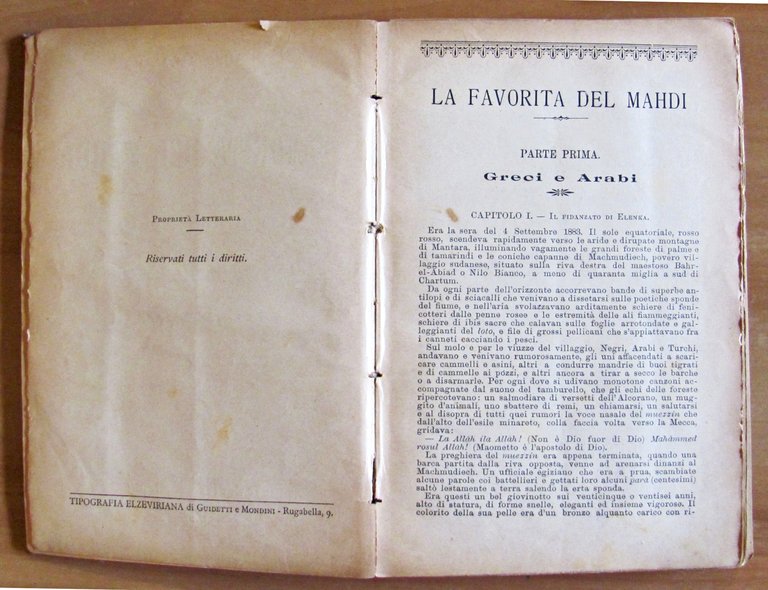 PROPRIETÀ LETTERARIA
Riservati tutti i diritti.
TIPOGRAFIA ELZEVIRIANA di GUIDETTI e MONDINI - Rugabella, 9.
LA FAVORITA DEL MAHDI
PARTE PRIMA.
Greci e Arabi
CAPITOLO I. — IL FIDANZATO DI ELENKA.
Era la sera del 4 Settembre 1883. Il sole equatoriale, rosso
rosso, scendeva rapidamente verso le aride e dirupate montagne
di Mantara, illuminando vagamente le grandi foreste di palme e
di tamarindi e le coniche capanne di Machmudiech, povero vil-
laggio sudanese, situato sulla riva destra del maestoso Bahr-
el-Abiad o Nilo Bianco, a meno di quaranta miglia a sud di
Chartum.
Da ogni parte dell'orizzonte accorrevano bande di superbe an-
tilopi e di sciacalli che venivano a dissetarsi sulle poetiche sponde
del fiume, e nell'aria svolazzavano arditamente schiere di feni-
cotteri dalle penne rosee e le estremità delle ali fiammeggianti,
schiere di ibis sacre che calavan sulle foglie arrotondate e gal-
leggianti del loto, e file di grossi pellicani che s'appiattavano fra
i canneti cacciando i pesci.
Sul molo e per le viuzze del villaggio, Negri, Arabi e Turchi,
andavano e venivano rumorosamente, gli uni affacendati a scari-
care cammelli e asini, altri a condurre mandrie di buoi tigrati
e di cammelle ai pozzi, e altri ancora a tirar a secco le barche
o a disarmarle. Per ogni dove si udivano monotone canzoni ac-
compagnate dal suono del tamburello, che gli echi delle foreste
ripercotevano: un salmodiare di versetti dell'Alcorano, un mug-
gito d'animali, uno sbattere di remi, un chiamarsi, un salutarsi
e al disopra di tutti quei rumori la voce nasale del muezzin che
dall'alto dell'esile minareto, colla faccia volta verso la Mecca,
gridava:
— La Allàh ila Allàh! (Non è Dio fuor di Dio) Mahàmmed
rosul Allàh! (Maometto è l'apostolo di Dio).
La preghiera del muezzin era appena terminata, quando una
barca partita dalla riva opposta, venne ad arenarsi dinanzi al
Machmudiech. Un ufficiale egiziano che era a prua, scambiate
alcune parole coi battellieri e gettati loro alcuni parà (centesimi)
saltò lestamente a terra salendo la erta sponda.
Era questi un bel giovinotto sui venticinque o ventisei anni,
alto di statura, di forme snelle, eleganti ed insieme vigorose. Il
colorito della sua pelle era d'un bronzo alquanto carico con ri-